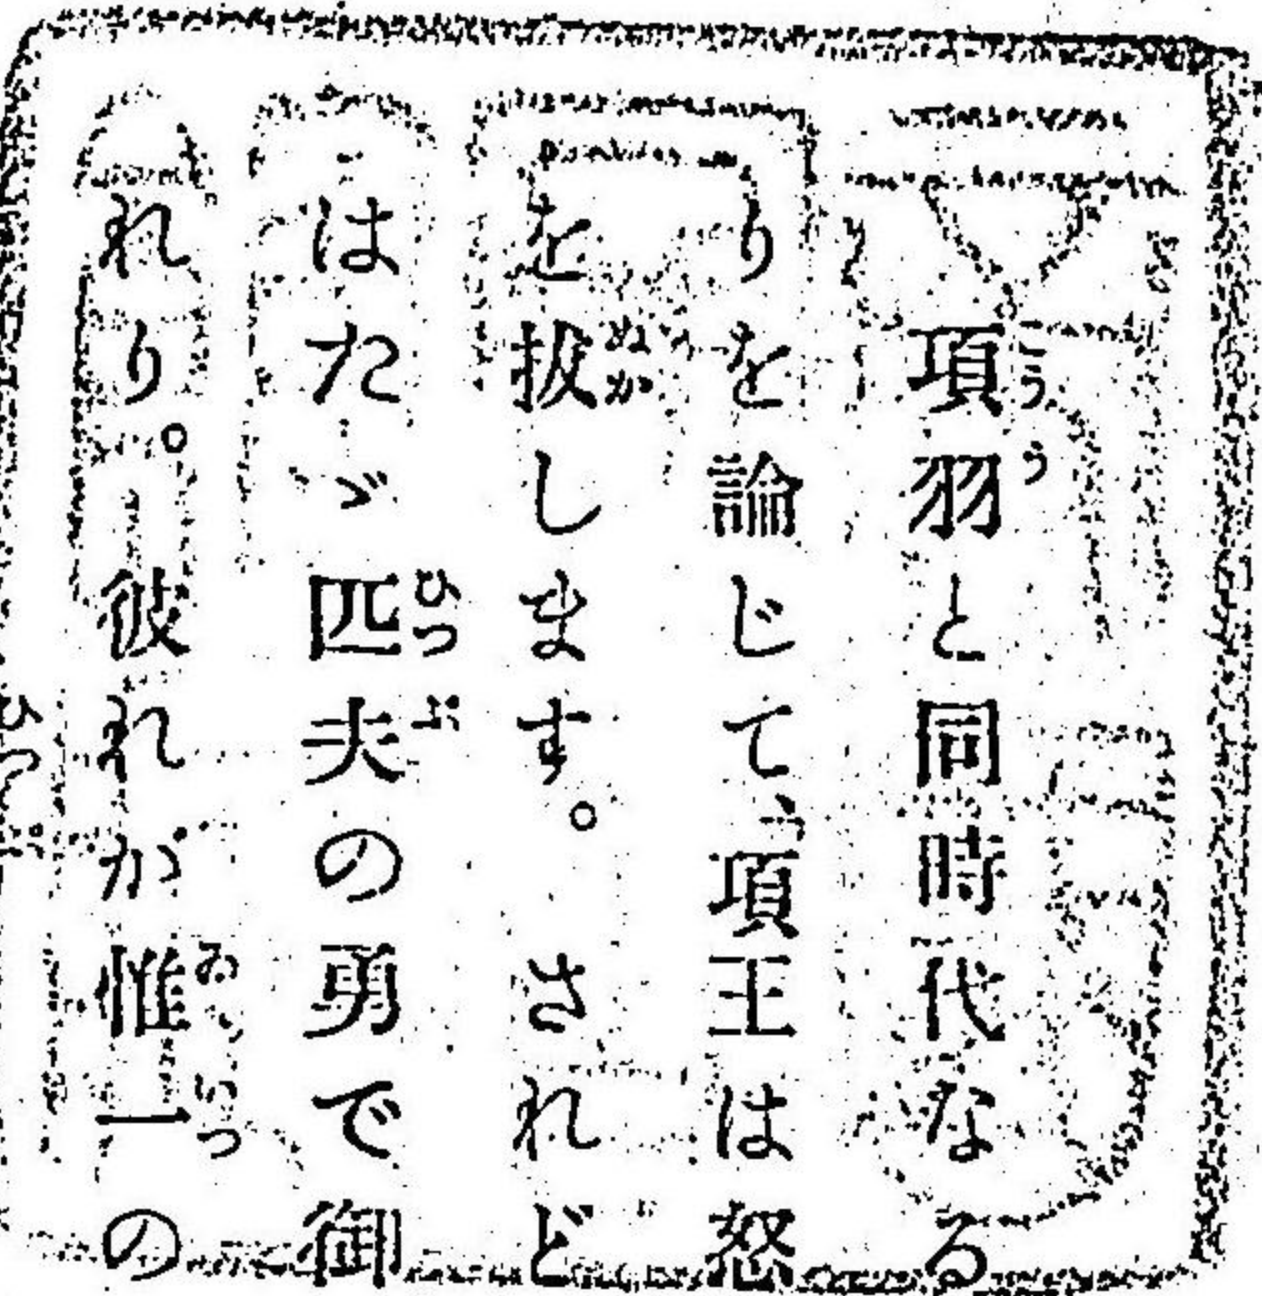 項羽と同時代なる
りを論じて、項王は怒
を拔します。 されど
はたゞ匹夫の勇で御
れり。 彼れが惟一の